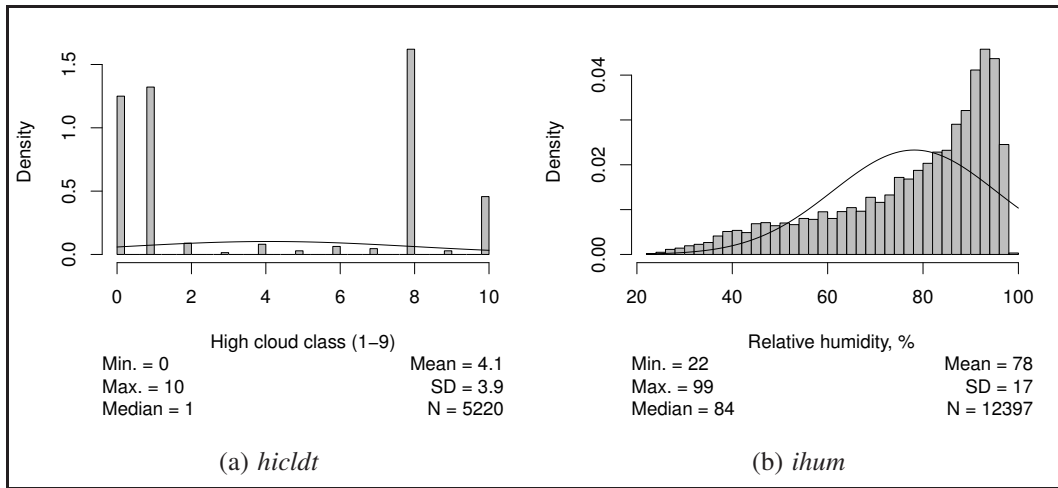 Density
0.0 0.5 1.0 1.5
0 2 4 6 8 10
High cloud class (1−9)
Min. = 0 Mean = 4.1
Max. = 10 SD = 3.9
Median = 1 N = 5220
(a) hicldt
Density
0.00 0.02 0.04
20 40 60 80 100
Relative humidity, %
Min. = 22 Mean = 78
Max. = 99 SD = 17
Median = 84 N = 12397
(b) ihum